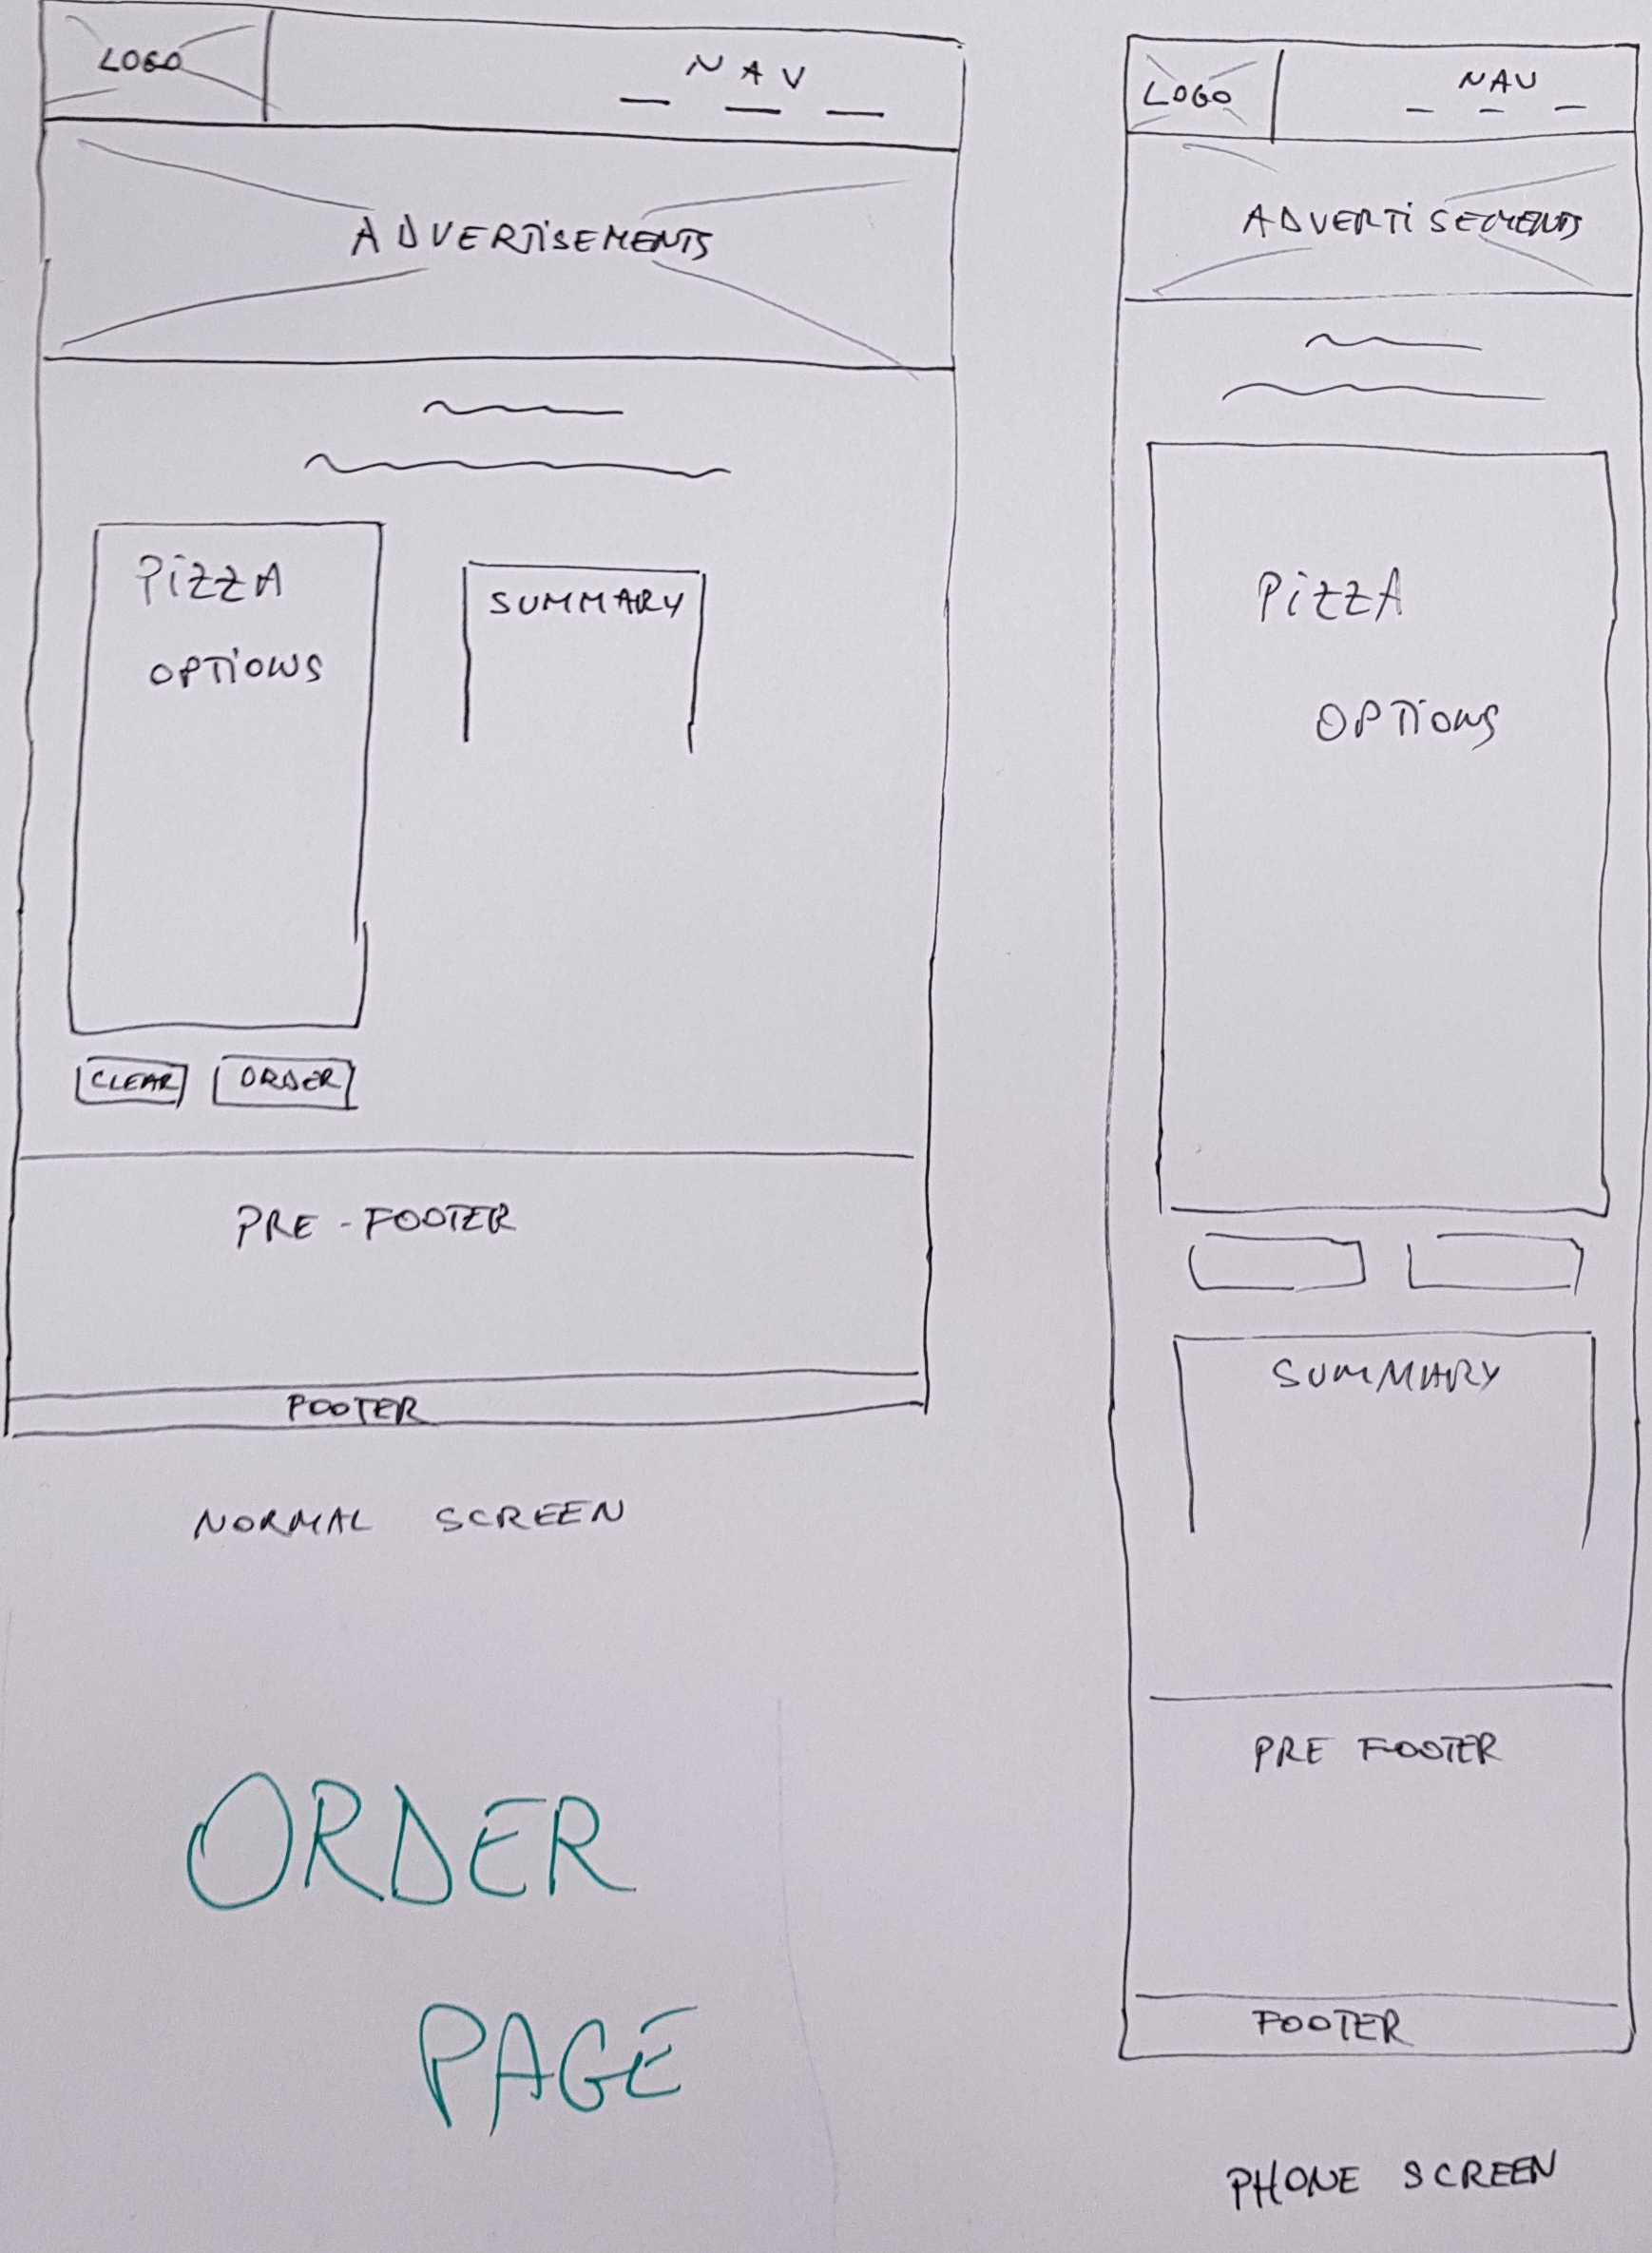 LOGO
NAV
ADVERTISEMENTS
PIZZA
OPTIONS
SUMMARY
CLEAR
ORDER
PRE-FOOTER
FOOTER
NORMAL SCREEN
ORDER
PAGE
LOGO
NAV
ADVERTISEMENTS
PIZZA
OPTIONS
SUMMARY
PRE FOOTER
FOOTER
PHONE SCREEN